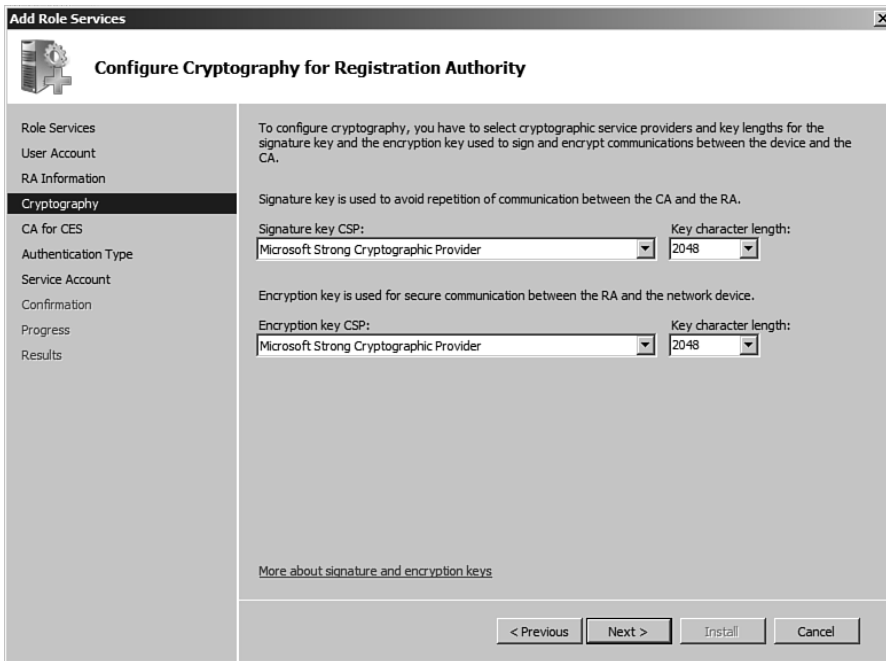 Add Role Services
Configure Cryptography for Registration Authority
Role Services
User Account
RA Information
Cryptography
CA for CES
Authentication Type
Service Account
Confirmation
Progress
Results
To configure cryptography, you have to select cryptographic service providers and key lengths for the
signature key and the encryption key used to sign and encrypt communications between the device and the
CA.
Signature key is used to avoid repetition of communication between the CA and the RA.
Signature key CSP: Key character length:
Microsoft Strong Cryptographic Provider 2048
Encryption key is used for secure communication between the RA and the network device.
Encryption key CSP: Key character length:
Microsoft Strong Cryptographic Provider 2048
More about signature and encryption keys
< Previous Next > Install Cancel